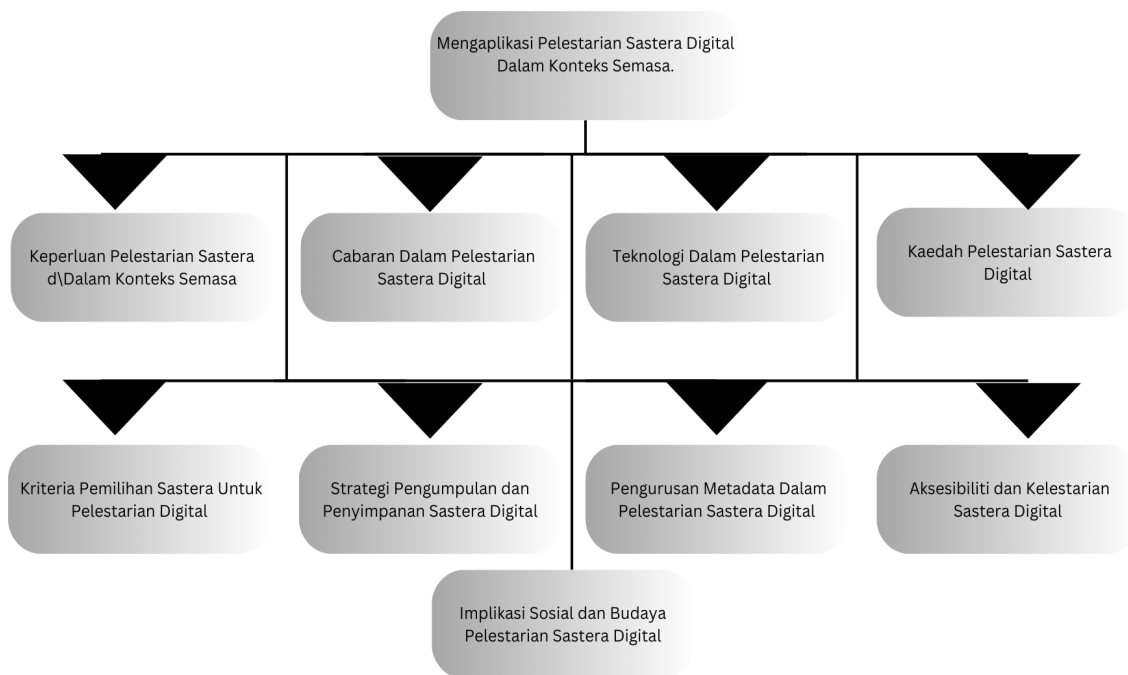 Mengaplikasi Pelestarian Sastera Digital
Dalam Konteks Semasa.
Keperluan Pelestarian Sastera
d\Dalam Konteks Semasa
Cabaran Dalam Pelestarian
Sastera Digital
Teknologi Dalam Pelestarian
Sastera Digital
Kaedah Pelestarian Sastera
Digital
Kriteria Pemilihan Sastera Untuk
Pelestarian Digital
Strategi Pengumpulan dan
Penyimpanan Sastera Digital
Pengurusan Metadata Dalam
Pelestarian Sastera Digital
Aksesibiliti dan Kelestarian
Sastera Digital
Implikasi Sosial dan Budaya
Pelestarian Sastera Digital